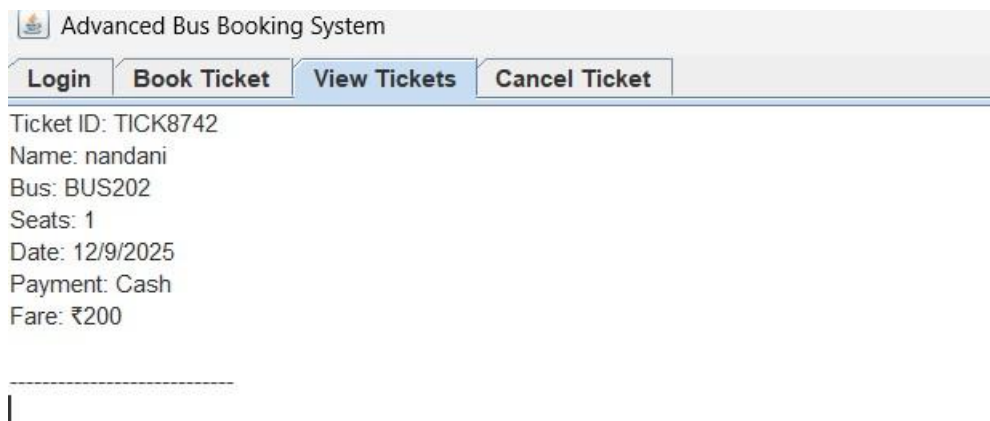 Advanced Bus Booking System
Login Book Ticket View Tickets Cancel Ticket
Ticket ID: TICK8742
Name: nandani
Bus: BUS202
Seats: 1
Date: 12/9/2025
Payment: Cash
Fare: ₹200
----------------------------